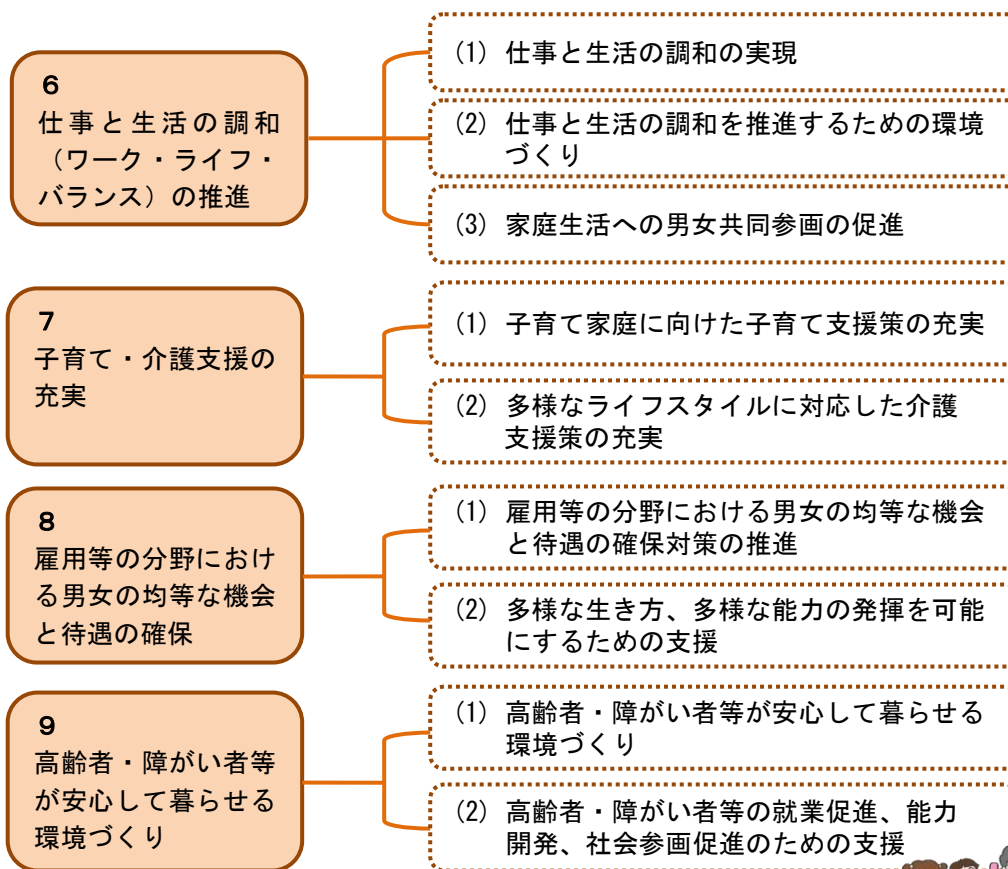 6
仕事と生活の調和
(ワーク・ライフ・
バランス)の推進
(1) 仕事と生活の調和の実現
(2) 仕事と生活の調和を推進するための環境
づくり
(3) 家庭生活への男女共同参画の促進
7
子育て・介護支援の
充実
(1) 子育て家庭に向けた子育て支援策の充実
(2) 多様なライフスタイルに対応した介護
支援策の充実
8
雇用等の分野におけ
る男女の均等な機会
と待遇の確保
(1) 雇用等の分野における男女の均等な機会
と待遇の確保対策の推進
(2) 多様な生き方、多様な能力の発揮を可能
にするための支援
9
高齢者・障がい者等
が安心して暮らせる
環境づくり
(1) 高齢者・障がい者等が安心して暮らせる
環境づくり
(2) 高齢者・障がい者等の就業促進、能力
開発、社会参画促進のための支援